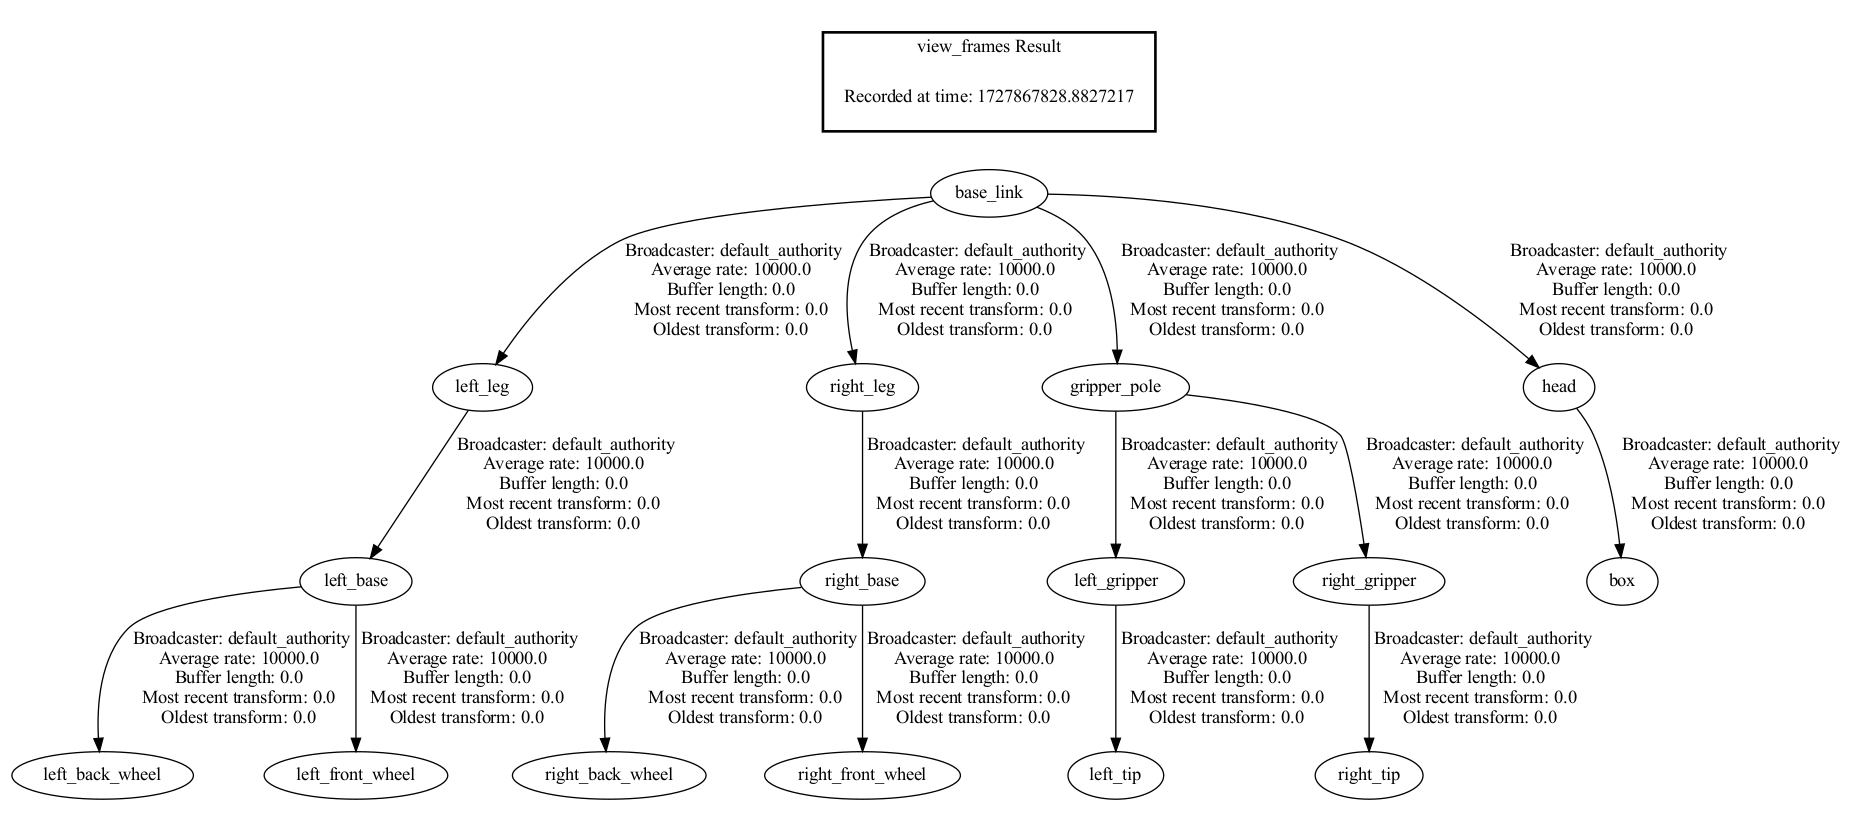 view_frames Result
Recorded at time: 1727867828.8827217
base_link
Broadcaster: default_authority
Average rate: 10000.0
Buffer length: 0.0
Most recent transform: 0.0
Oldest transform: 0.0
Broadcaster: default_authority
Average rate: 10000.0
Buffer length: 0.0
Most recent transform: 0.0
Oldest transform: 0.0
Broadcaster: default_authority
Average rate: 10000.0
Buffer length: 0.0
Most recent transform: 0.0
Oldest transform: 0.0
Broadcaster: default_authority
Average rate: 10000.0
Buffer length: 0.0
Most recent transform: 0.0
Oldest transform: 0.0
left_leg
right_leg
gripper_pole
head
Broadcaster: default_authority
Average rate: 10000.0
Buffer length: 0.0
Most recent transform: 0.0
Oldest transform: 0.0
Broadcaster: default_authority
Average rate: 10000.0
Buffer length: 0.0
Most recent transform: 0.0
Oldest transform: 0.0
Broadcaster: default_authority
Average rate: 10000.0
Buffer length: 0.0
Most recent transform: 0.0
Oldest transform: 0.0
Broadcaster: default_authority
Average rate: 10000.0
Buffer length: 0.0
Most recent transform: 0.0
Oldest transform: 0.0
Broadcaster: default_authority
Average rate: 10000.0
Buffer length: 0.0
Most recent transform: 0.0
Oldest transform: 0.0
left_base
right_base
left_gripper
right_gripper
box
Broadcaster: default_authority
Average rate: 10000.0
Buffer length: 0.0
Most recent transform: 0.0
Oldest transform: 0.0
Broadcaster: default_authority
Average rate: 10000.0
Buffer length: 0.0
Most recent transform: 0.0
Oldest transform: 0.0
Broadcaster: default_authority
Average rate: 10000.0
Buffer length: 0.0
Most recent transform: 0.0
Oldest transform: 0.0
Broadcaster: default_authority
Average rate: 10000.0
Buffer length: 0.0
Most recent transform: 0.0
Oldest transform: 0.0
Broadcaster: default_authority
Average rate: 10000.0
Buffer length: 0.0
Most recent transform: 0.0
Oldest transform: 0.0
Broadcaster: default_authority
Average rate: 10000.0
Buffer length: 0.0
Most recent transform: 0.0
Oldest transform: 0.0
left_back_wheel
left_front_wheel
right_back_wheel
right_front_wheel
left_tip
right_tip